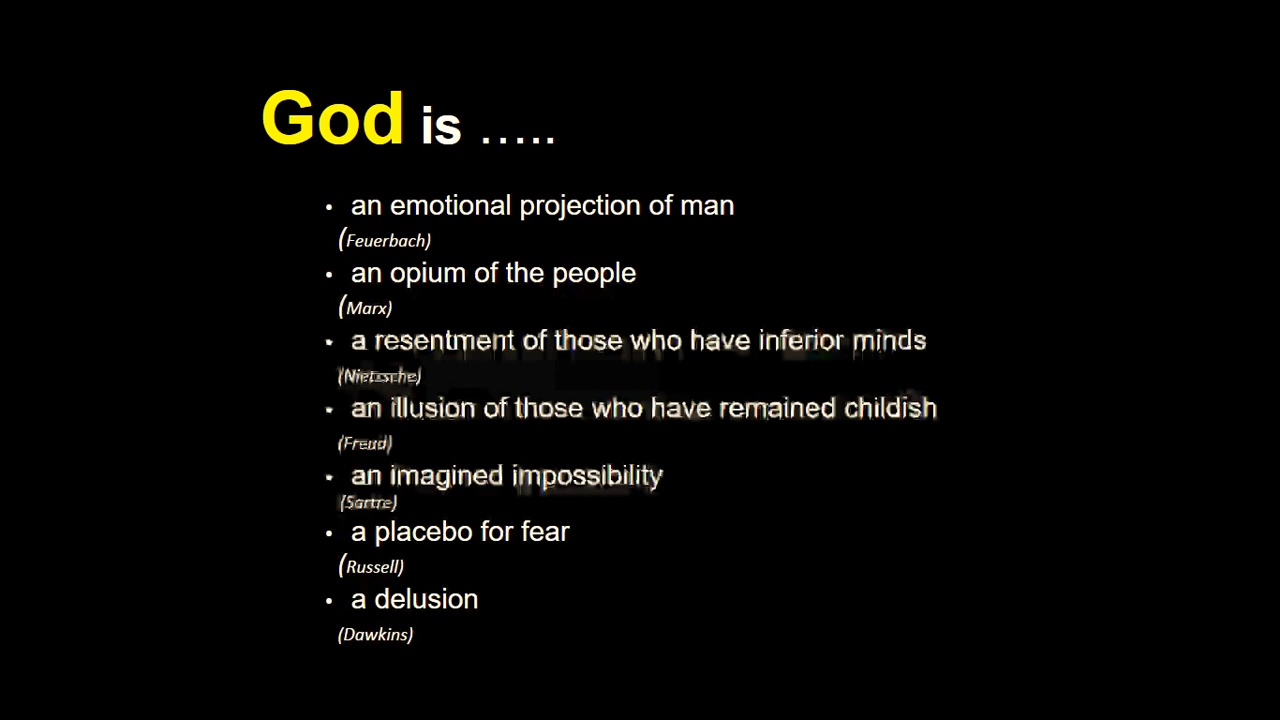 God is .....
• an emotional projection of man
(Feuerbach)
• an opium of the people
(Marx)
• a resentment of those who have inferior minds
(Nietzsche)
• an illusion of those who have remained childish
(Freud)
• an imagined impossibility
(Sartre)
• a placebo for fear
(Russell)
• a delusion
(Dawkins)